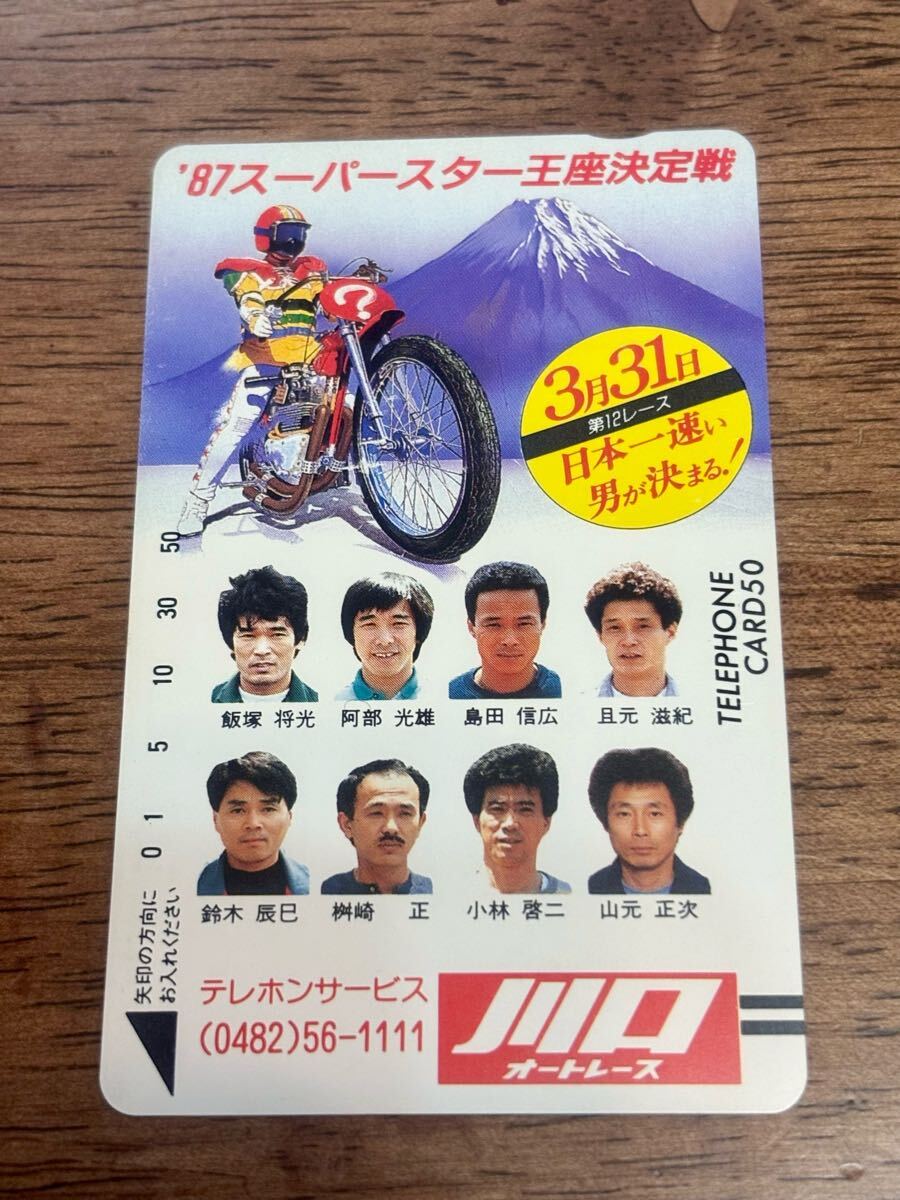 '87スーパースター王座決定戦
?
3月31日
第12レース
日本一速い
男が決まる!
TELEPHONE
CARD50
50
30
10
5
1
0
飯塚 将光
阿部 光雄
島田 信広
且元 滋紀
鈴木 辰巳
桝崎 正
小林 啓二
山元 正次
矢印の方向に
お入れください
テレホンサービス
(0482)56-1111
川口
オートレース